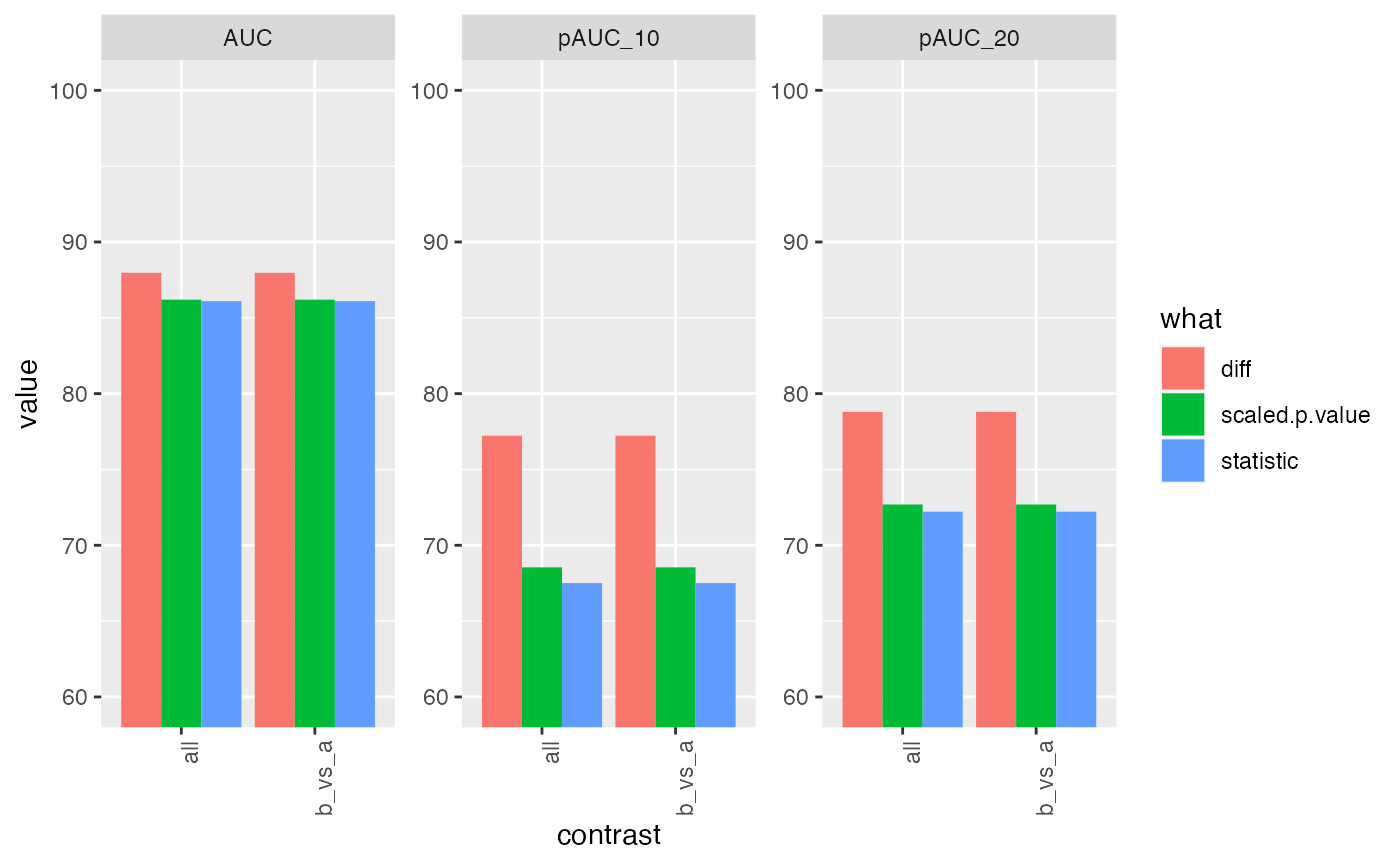 AUC
pAUC_10
pAUC_20
100
90
80
70
60
100
90
80
70
60
100
90
80
70
60
value
all
b_vs_a
all
b_vs_a
all
b_vs_a
contrast
what
diff
scaled.p.value
statistic